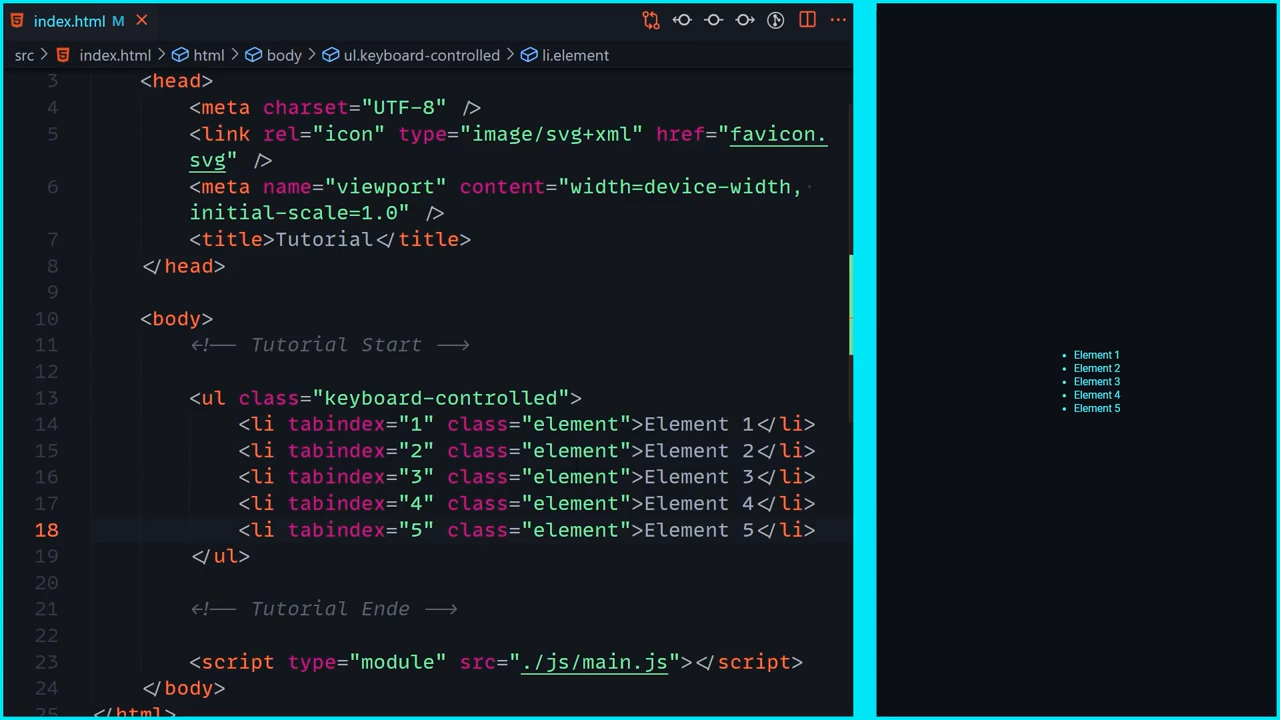 index.html M
src > index.html > html > body > ul.keyboard-controlled > li.element
3 <head>
4 <meta charset="UTF-8" />
5 <link rel="icon" type="image/svg+xml" href="favicon.
svg" />
6 <meta name="viewport" content="width=device-width,
initial-scale=1.0" />
7 <title>Tutorial</title>
8 </head>
9
10 <body>
11 <!-- Tutorial Start -->
12
13 <ul class="keyboard-controlled">
14 <li tabindex="1" class="element">Element 1</li>
15 <li tabindex="2" class="element">Element 2</li>
16 <li tabindex="3" class="element">Element 3</li>
17 <li tabindex="4" class="element">Element 4</li>
18 <li tabindex="5" class="element">Element 5</li>
19 </ul>
20
21 <!-- Tutorial Ende -->
22
23 <script type="module" src="./js/main.js"></script>
24 </body>
25 </html>
• Element 1
• Element 2
• Element 3
• Element 4
• Element 5